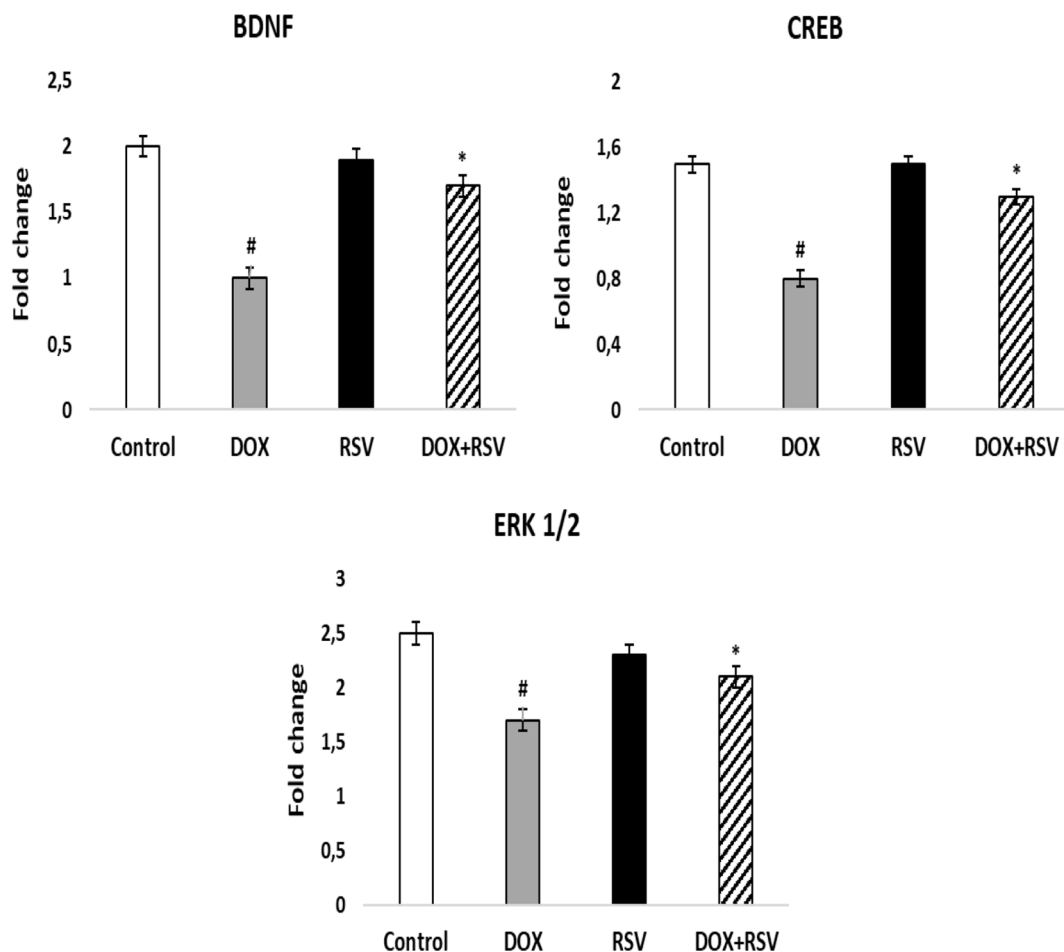 BDNF
Fold change
2,5
2
1,5
1
0,5
0
#
*
Control DOX RSV DOX+RSV
CREB
Fold change
2
1,6
1,2
0,8
0,4
0
#
*
Control DOX RSV DOX+RSV
ERK 1/2
Fold change
3
2,5
2
1,5
1
0,5
0
#
*
Control DOX RSV DOX+RSV